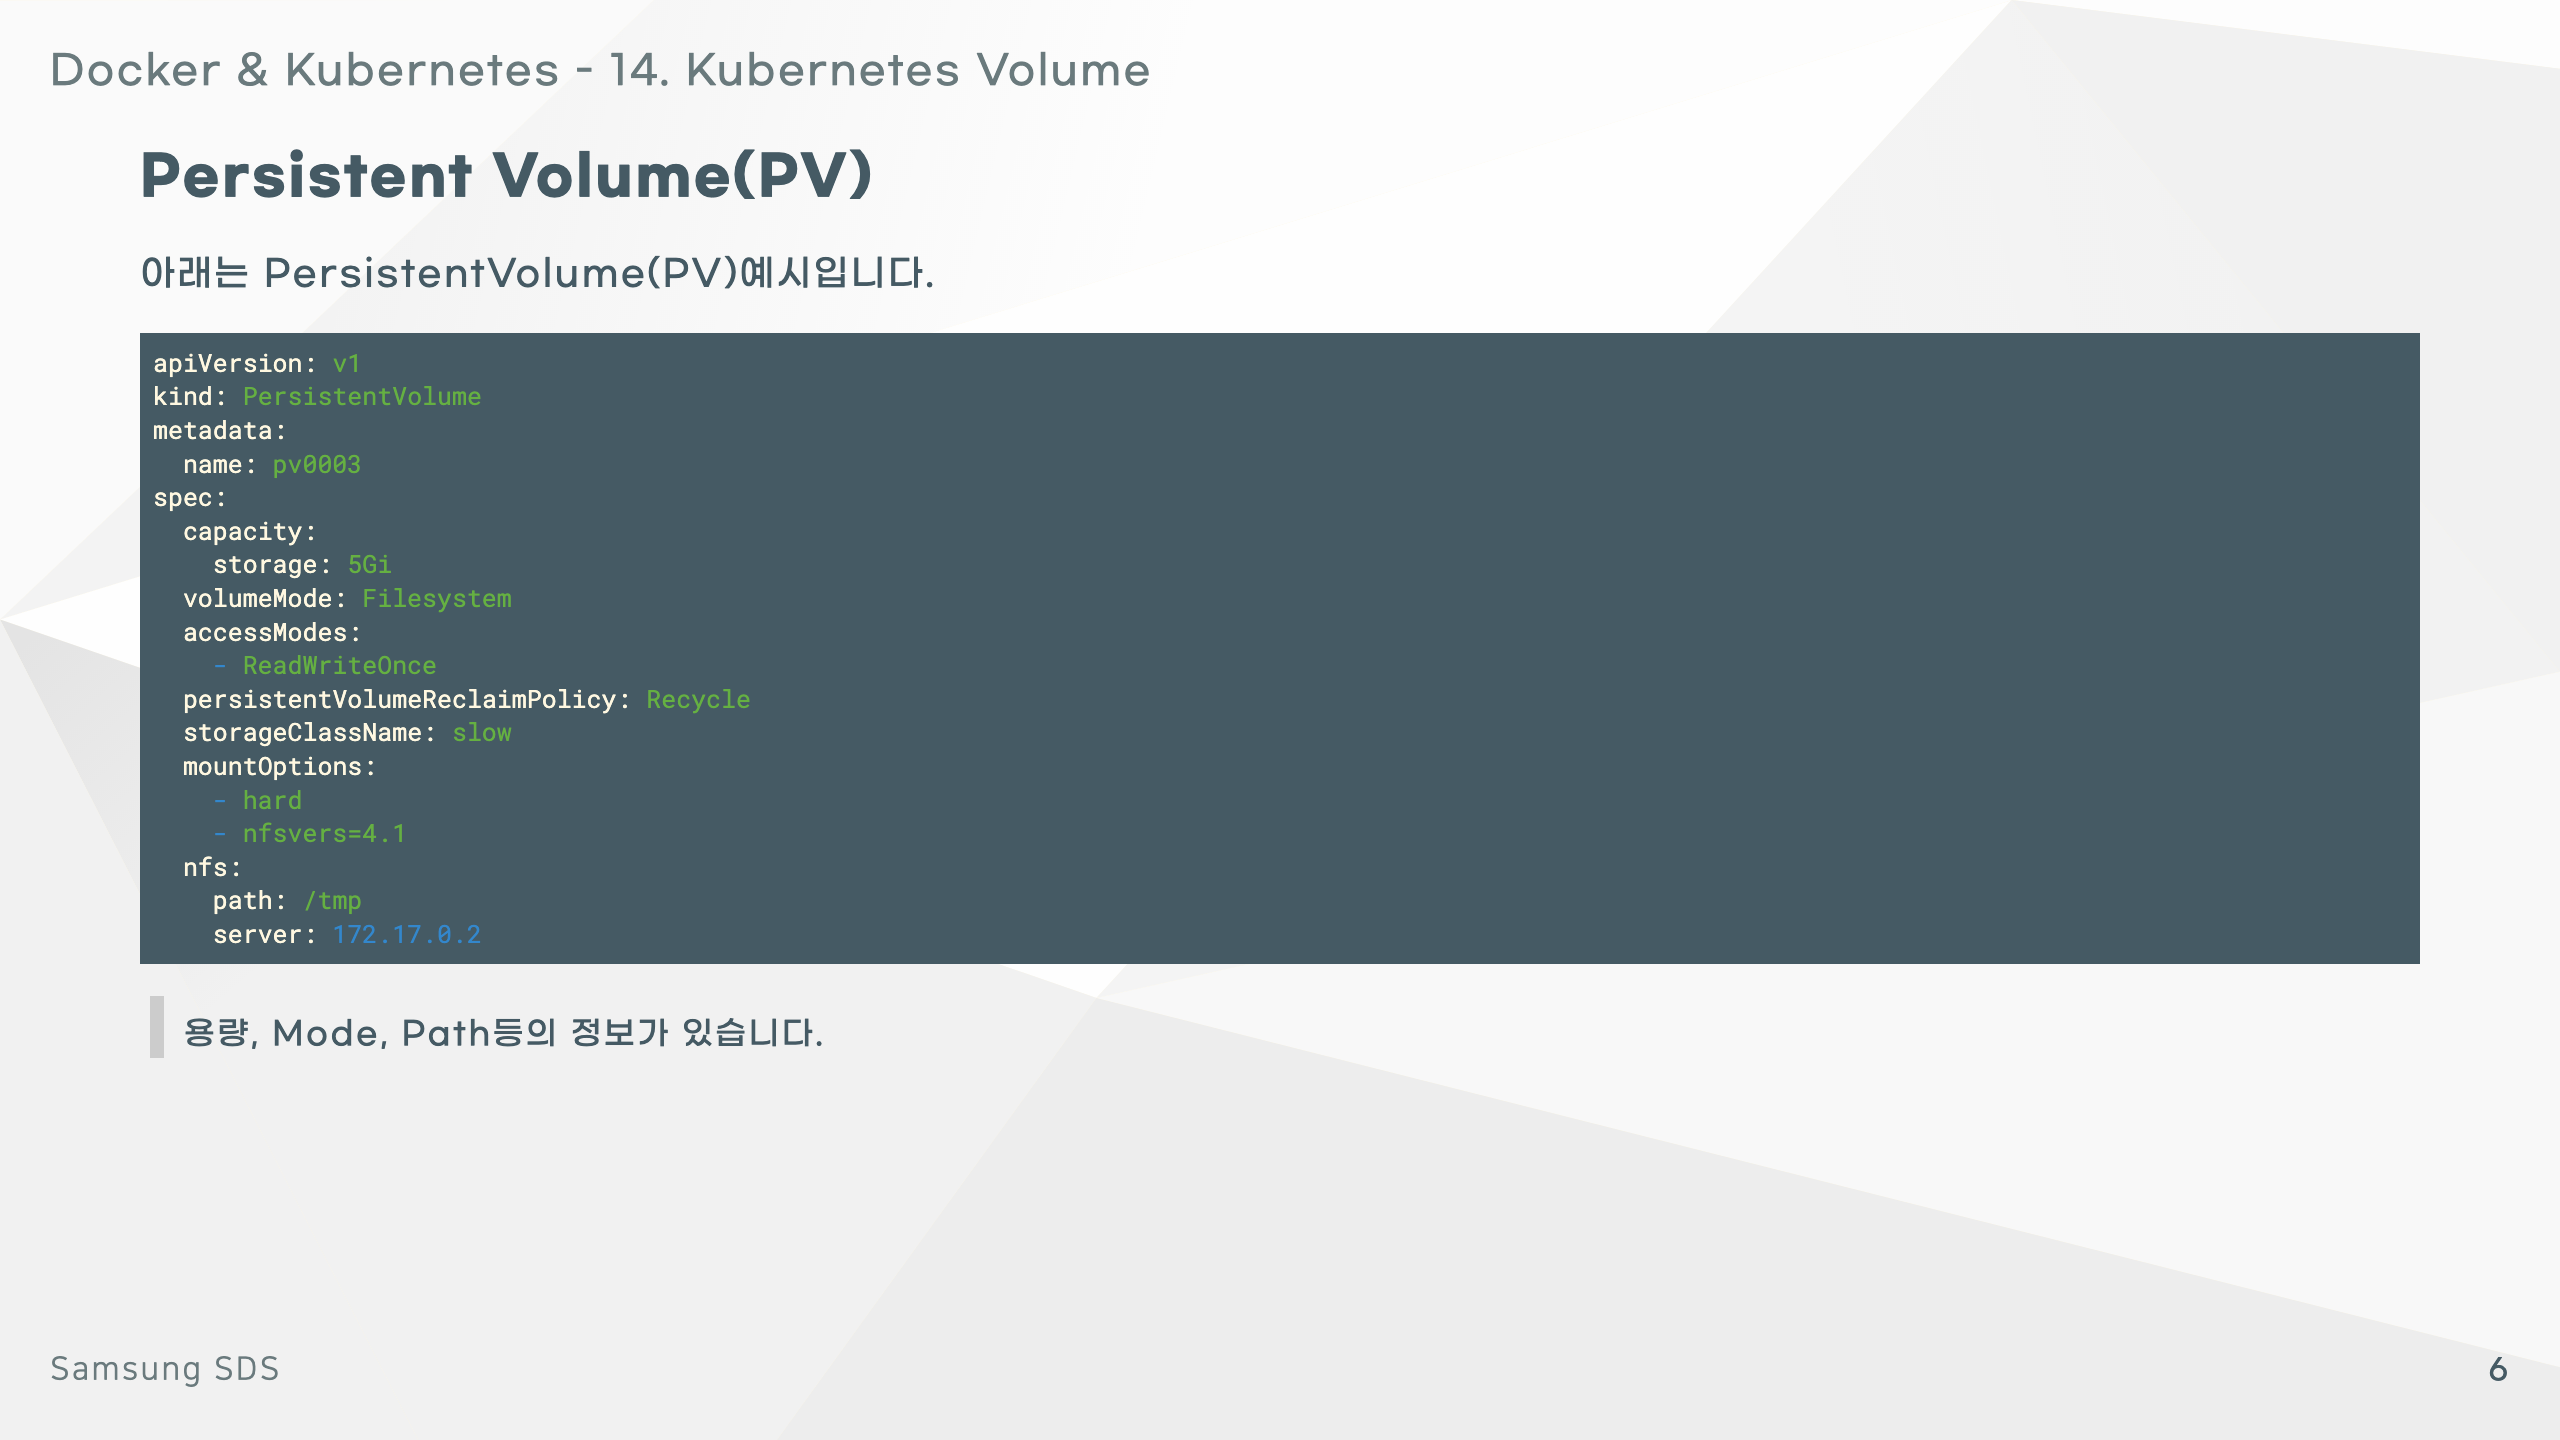 Docker & Kubernetes - 14. Kubernetes Volume
Persistent Volume(PV)
아래는 PersistentVolume(PV)예시입니다.
apiVersion: v1
kind: PersistentVolume
metadata:
  name: pv0003
spec:
  capacity:
    storage: 5Gi
  volumeMode: Filesystem
  accessModes:
    - ReadWriteOnce
  persistentVolumeReclaimPolicy: Recycle
  storageClassName: slow
  mountOptions:
    - hard
    - nfsvers=4.1
  nfs:
    path: /tmp
    server: 172.17.0.2
용량, Mode, Path등의 정보가 있습니다.
Samsung SDS
6